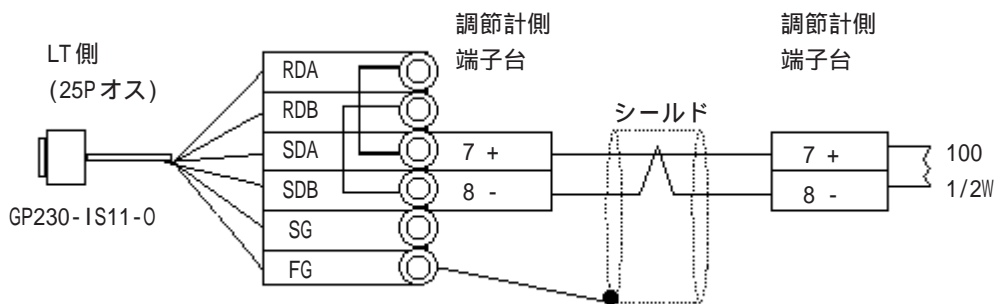 LT側
(25Pオス)
GP230-IS11-O
RDA
RDB
SDA
SDB
SG
FG
調節計側
端子台
7 +
8 -
シールド
調節計側
端子台
7 +
8 -
100
1/2W